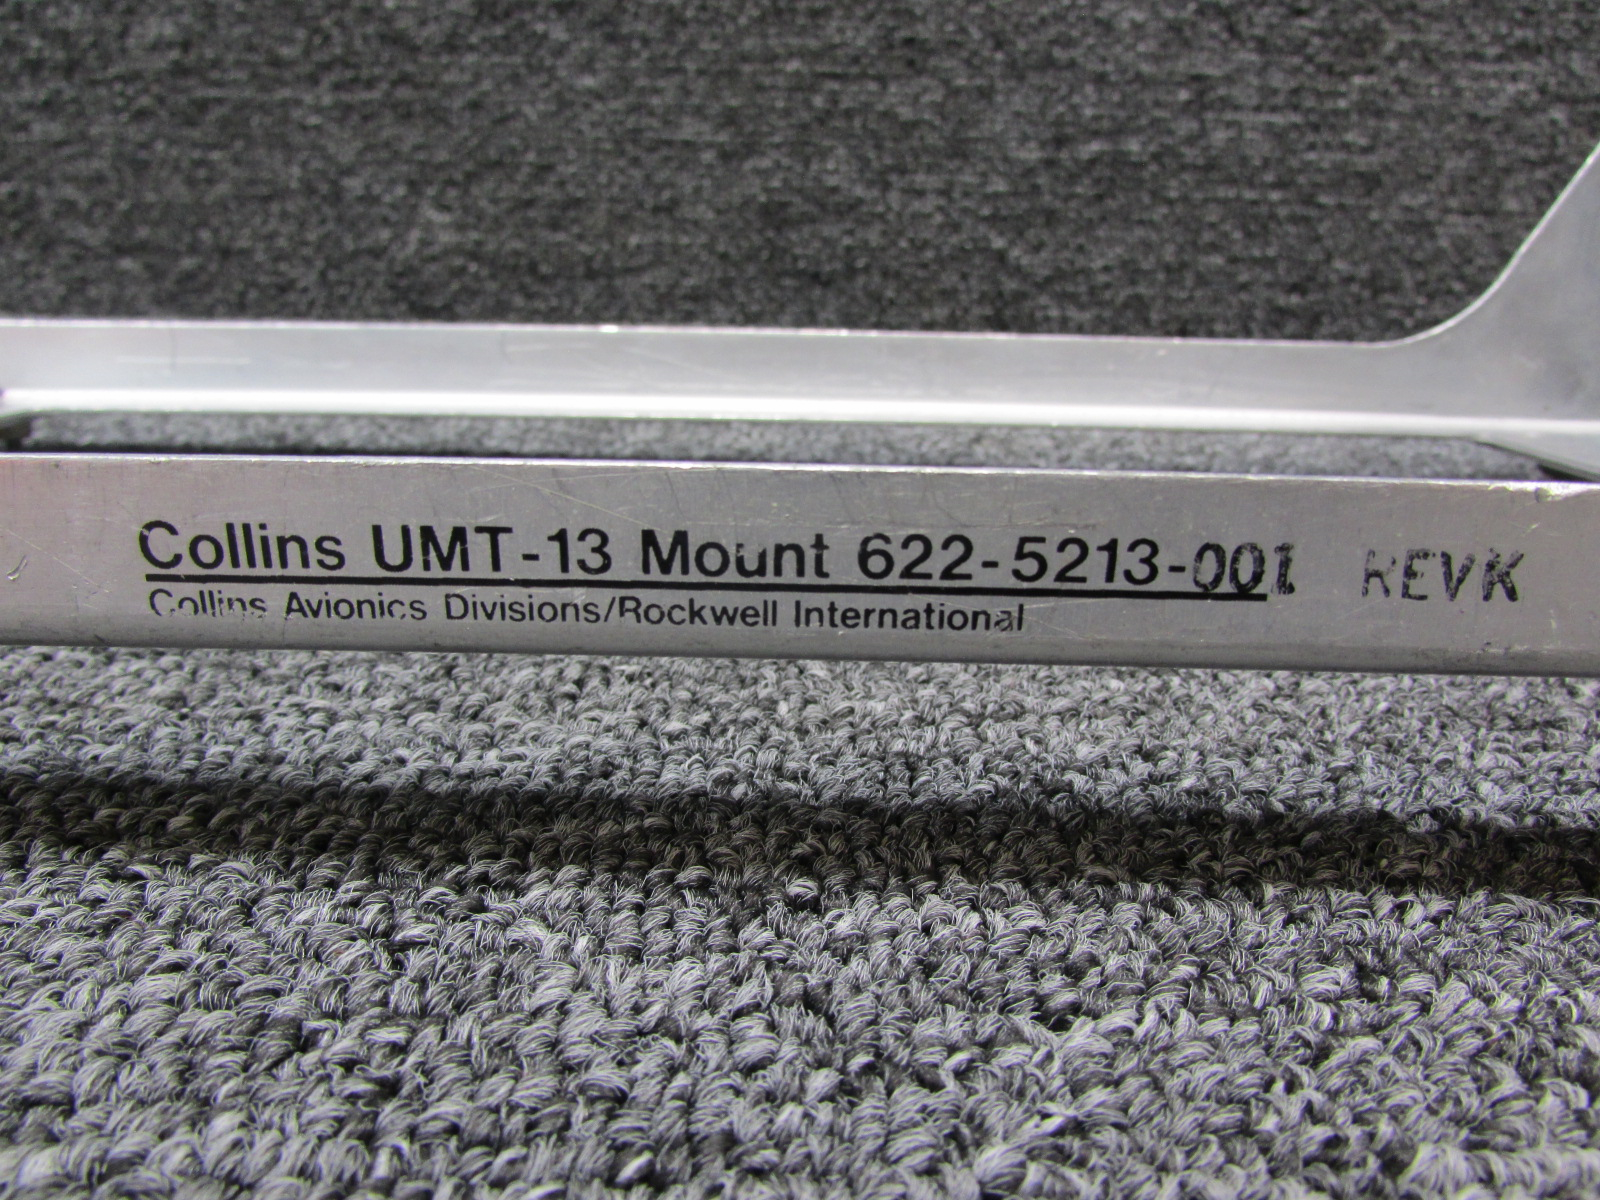 Collins UMT-13 Mount 622-5213-001 REVK
Collins Avionics Divisions/Rockwell International